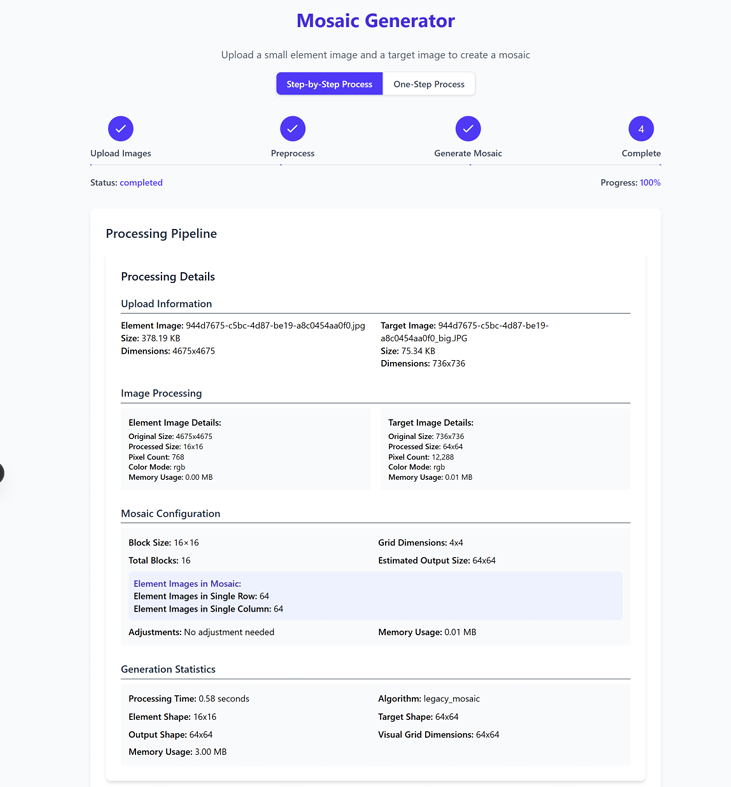 Mosaic Generator
Upload a small element image and a target image to create a mosaic
Step-by-Step Process
One-Step Process
4
Upload Images
Preprocess
Generate Mosaic
Complete
Status: completed
Progress: 100%
Processing Pipeline
Processing Details
Upload Information
Element Image: 944d7675-c5bc-4d87-be19-a8c0454aa0f0.jpg
Size: 378.19 KB
Dimensions: 4675x4675
Target Image: 944d7675-c5bc-4d87-be19-
a8c0454aa0f0_big.JPG
Size: 75.34 KB
Dimensions: 736x736
Image Processing
Element Image Details:
Original Size: 4675x4675
Processed Size: 16x16
Pixel Count: 768
Color Mode: rgb
Memory Usage: 0.00 MB
Target Image Details:
Original Size: 736x736
Processed Size: 64x64
Pixel Count: 12,288
Color Mode: rgb
Memory Usage: 0.01 MB
Mosaic Configuration
Block Size: 16×16
Grid Dimensions: 4x4
Total Blocks: 16
Estimated Output Size: 64x64
Element Images in Mosaic:
Element Images in Single Row: 64
Element Images in Single Column: 64
Adjustments: No adjustment needed
Memory Usage: 0.01 MB
Generation Statistics
Processing Time: 0.58 seconds
Algorithm: legacy_mosaic
Element Shape: 16x16
Target Shape: 64x64
Output Shape: 64x64
Visual Grid Dimensions: 64x64
Memory Usage: 3.00 MB